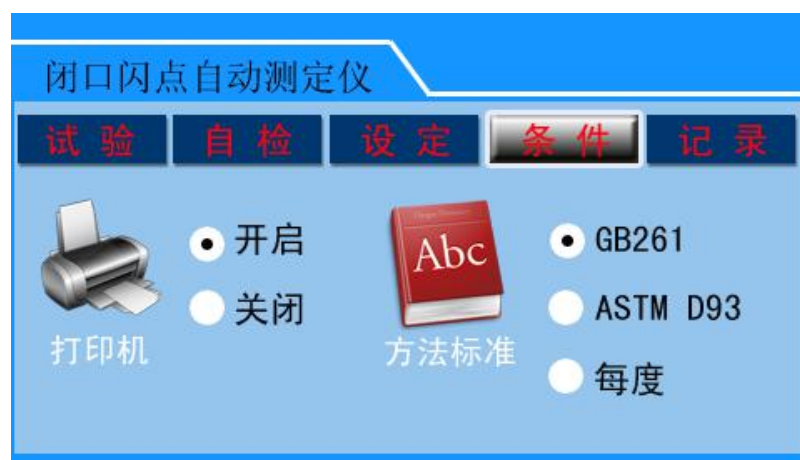 闭口闪点自动测定仪
试 验 自 检 设 定 条 件 记 录
开启
关闭
打印机
Abc
方法标准
GB261
ASTM D93
每度